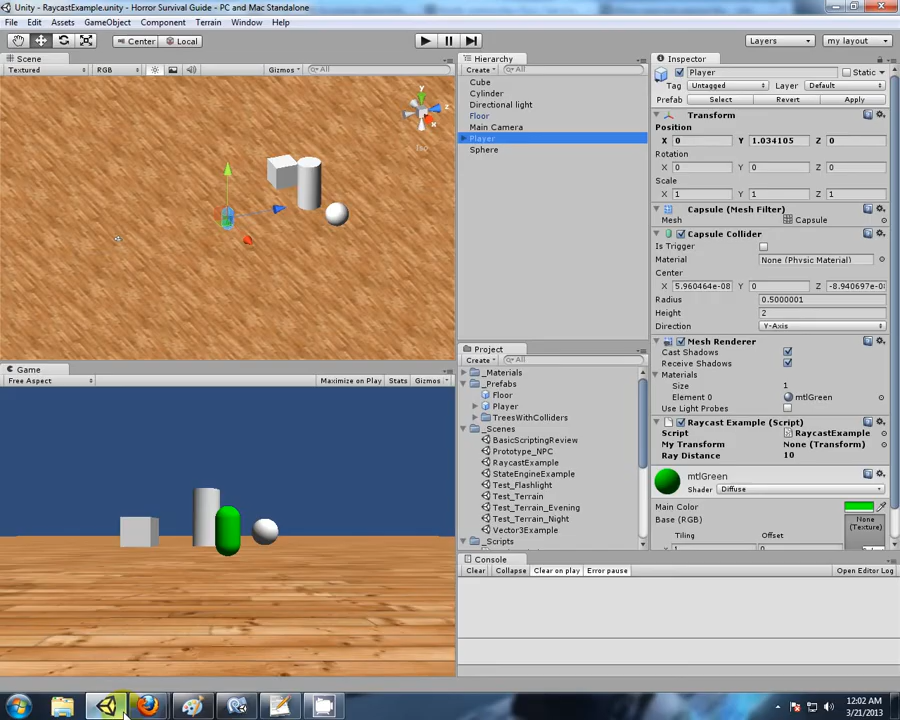 Unity - RaycastExample.unity - Horror Survival Guide - PC and Mac Standalone
File Edit Assets GameObject Component Terrain Window Help
Center Local Layers my layout
Scene
Textured RGB Gizmos All
y
z
x
Iso
Game
Free Aspect Maximize on Play Stats Gizmos
Hierarchy
Create All
Cube
Cylinder
Directional light
Floor
Main Camera
Player
Sphere
Project
Create All
_Materials
_Prefabs
Floor
Player
TreesWithColliders
_Scenes
BasicScriptingReview
Prototype_NPC
RaycastExample
StateEngineExample
Test_Flashlight
Test_Terrain
Test_Terrain_Evening
Test_Terrain_Night
Vector3Example
_Scripts
Console
Clear Collapse Clear on play Error pause Open Editor Log
Inspector
Player Static
Tag Untagged Layer Default
Prefab Select Revert Apply
Transform
Position
X 0 Y 1.034105 Z 0
Rotation
X 0 Y 0 Z 0
Scale
X 1 Y 1 Z 1
Capsule (Mesh Filter)
Mesh Capsule
Capsule Collider
Is Trigger
Material None (Physic Material)
Center
X 5.960464e-08 Y 0 Z -8.940697e-0
Radius 0.5000001
Height 2
Direction Y-Axis
Mesh Renderer
Cast Shadows
Receive Shadows
Materials
Size 1
Element 0 mtlGreen
Use Light Probes
Raycast Example (Script)
Script RaycastExample
My Transform None (Transform)
Ray Distance 10
mtlGreen
Shader Diffuse
Main Color
Base (RGB) None (Texture)
Tiling Offset
12:02 AM
3/21/2013